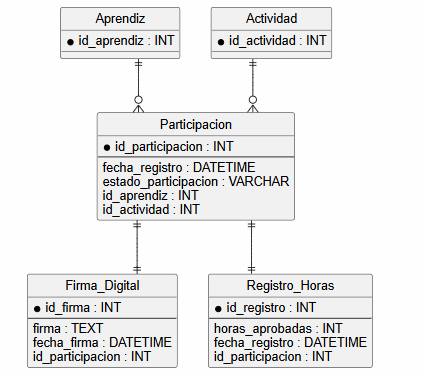 Aprendiz
id_aprendiz : INT
Actividad
id_actividad : INT
Participacion
id_participacion : INT
fecha_registro : DATETIME
estado_participacion : VARCHAR
id_aprendiz : INT
id_actividad : INT
Firma_Digital
id_firma : INT
firma : TEXT
fecha_firma : DATETIME
id_participacion : INT
Registro_Horas
id_registro : INT
horas_aprobadas : INT
fecha_registro : DATETIME
id_participacion : INT